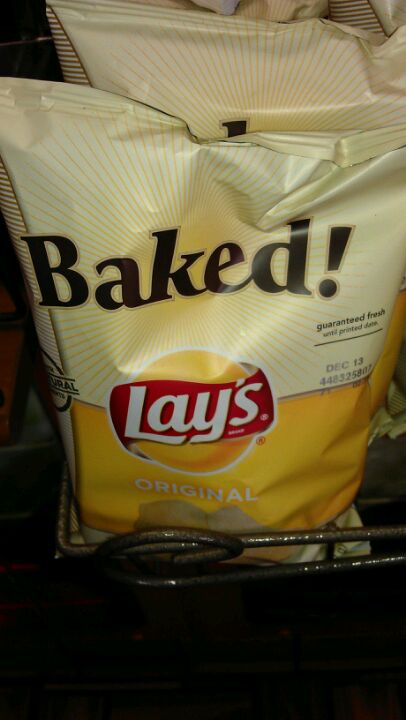 Baked!
guaranteed fresh
until printed date.
DEC 13
Lay's
ORIGINAL